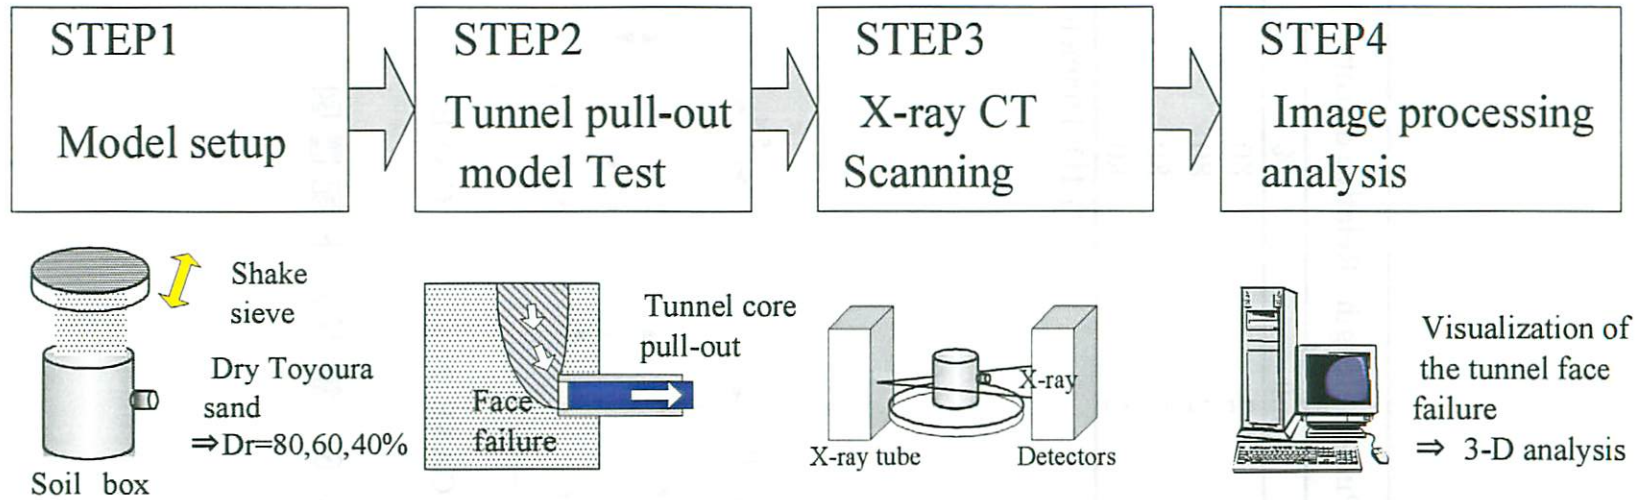 STEP1
Model setup
STEP2
Tunnel pull-out
model Test
STEP3
X-ray CT
Scanning
STEP4
Image processing
analysis
Shake
sieve
Dry Toyoura
sand
⇒Dr=80,60,40%
Soil box
Tunnel core
pull-out
Face
failure
X-ray
X-ray tube
Detectors
Visualization of
the tunnel face
failure
⇒ 3-D analysis